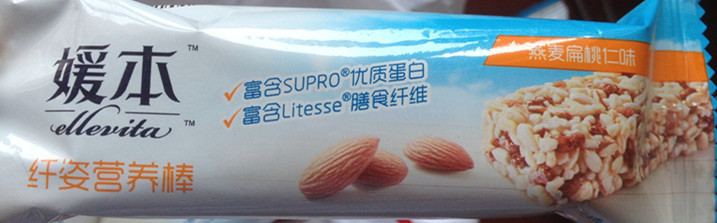 媛本™
ellevita™
纤姿营养棒
✓富含SUPRO®优质蛋白
✓富含Litesse®膳食纤维
燕麦扁桃仁味